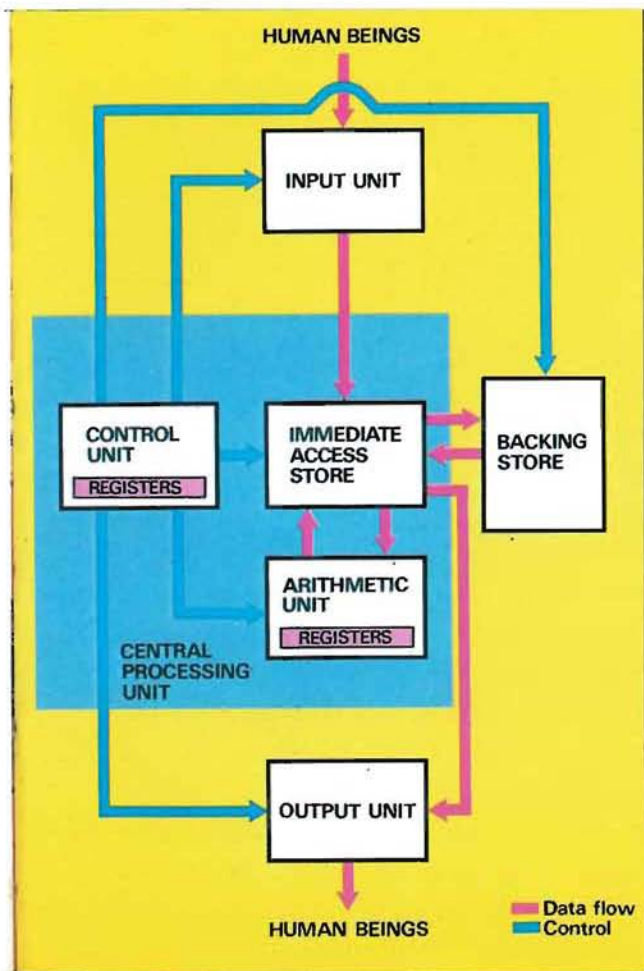 HUMAN BEINGS
INPUT UNIT
CONTROL
UNIT
REGISTERS
IMMEDIATE
ACCESS
STORE
BACKING
STORE
ARITHMETIC
UNIT
REGISTERS
CENTRAL
PROCESSING
UNIT
OUTPUT UNIT
HUMAN BEINGS
Data flow
Control